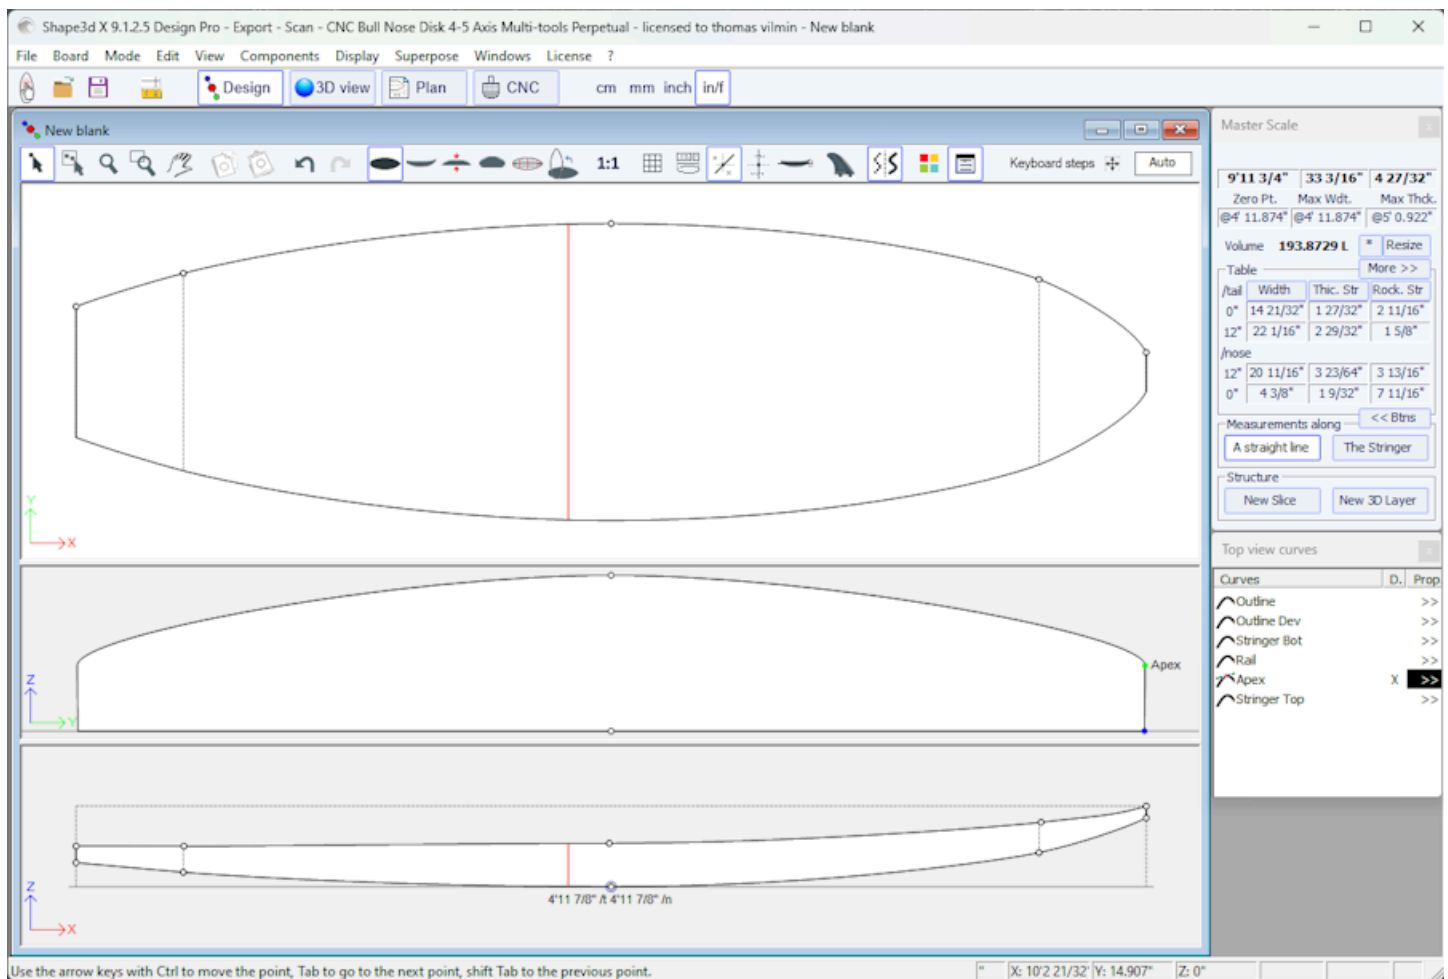 Shape3d X 9.1.2.5 Design Pro - Export - Scan - CNC Bull Nose Disk 4-5 Axis Multi-tools Perpetual - licensed to thomas vilmin - New blank
File Board Mode Edit View Components Display Superpose Windows License ?
Design 3D view Plan CNC cm mm inch in/f
New blank
1:1 Keyboard steps Auto
Master Scale
9'11 3/4" 33 3/16" 4 27/32"
Zero Pt. Max Wdt. Max Thck.
@4' 11.874" @4' 11.874" @5' 0.922"
Volume 193.8729 L * Resize
Table More >>
/tail Width Thic. Str Rock. Str
0" 14 21/32" 1 27/32" 2 11/16"
12" 22 1/16" 2 29/32" 1 5/8"
/nose
12" 20 11/16" 3 23/64" 3 13/16"
0" 4 3/8" 1 9/32" 7 11/16"
<< Btns
Measurements along
A straight line The Stringer
Structure
New Slice New 3D Layer
Top view curves
Curves D. Prop
Outline >>
Outline Dev >>
Stringer Bot >>
Rail >>
Apex X >>
Stringer Top >>
Y
X
Apex
Z
Y
4'11 7/8" /t 4'11 7/8" /n
Z
X
Use the arrow keys with Ctrl to move the point, Tab to go to the next point, shift Tab to the previous point. " X: 10'2 21/32' Y: 14.907" Z: 0"